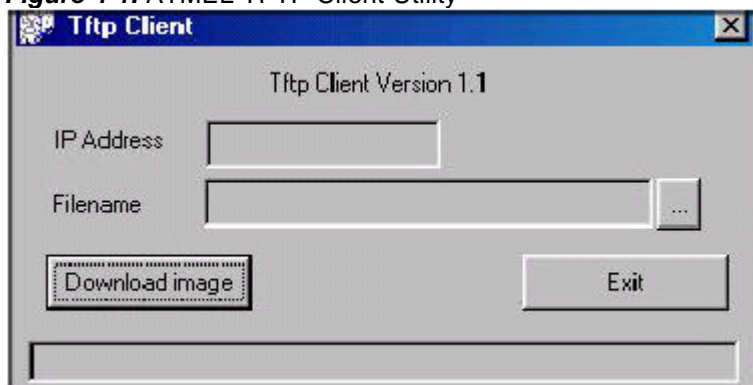 Tftp Client
Tftp Client Version 1.1
IP Address
Filename
...
Download image
Exit